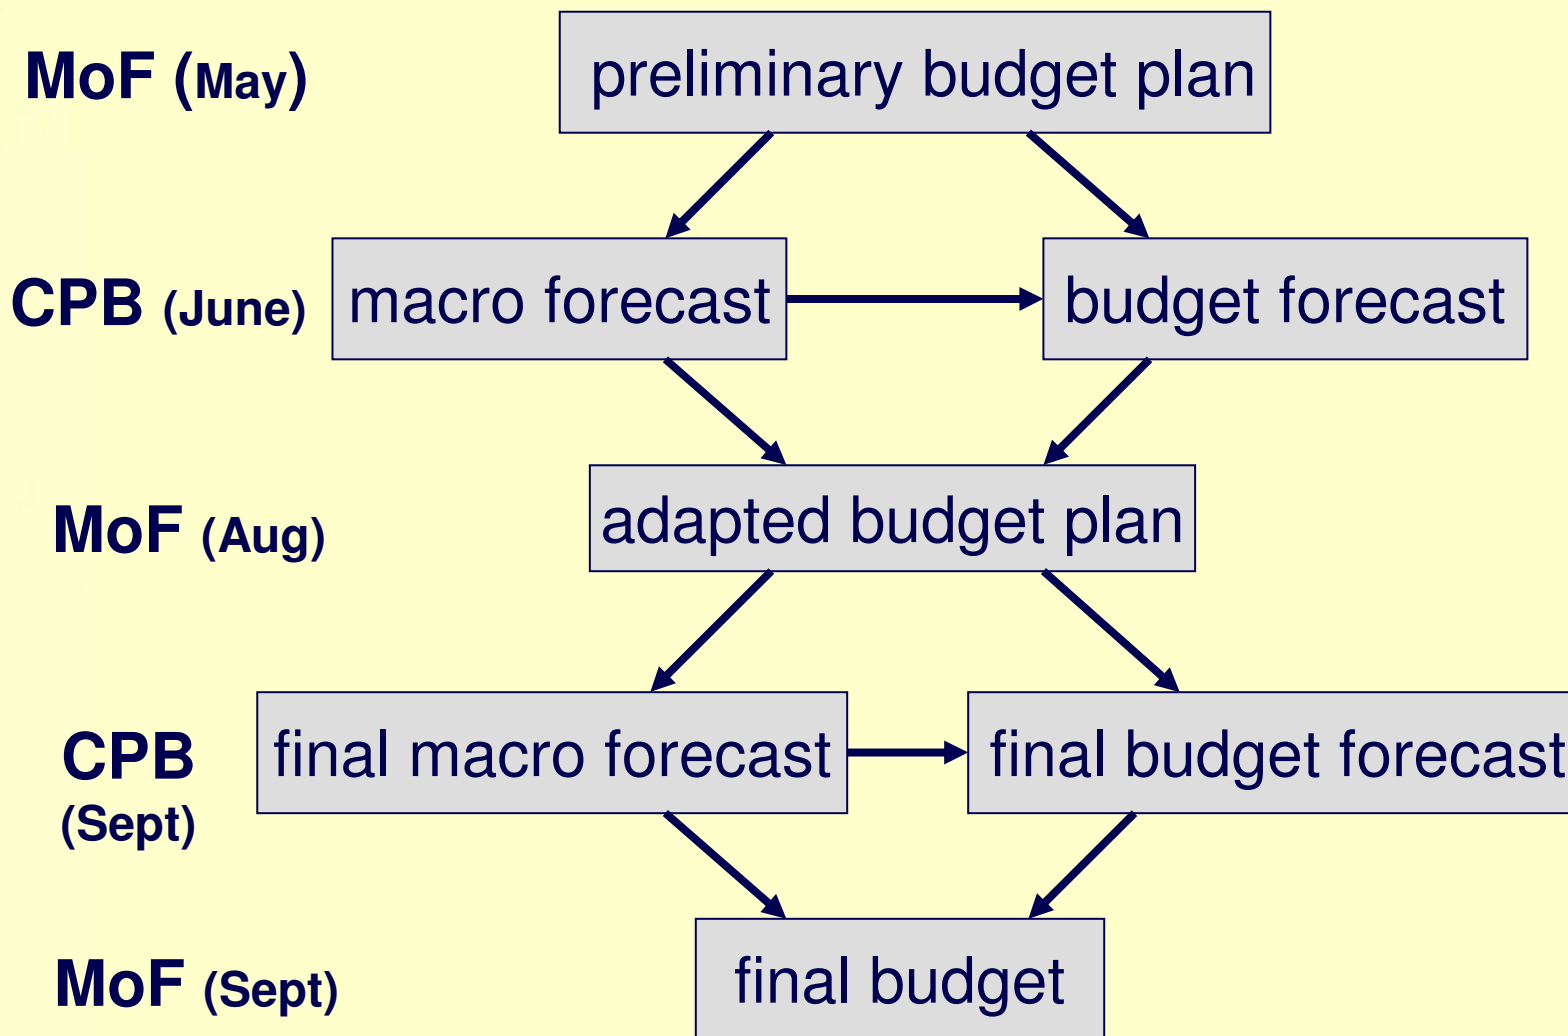 MoF (May) preliminary budget plan
CPB (June) macro forecast budget forecast
MoF (Aug) adapted budget plan
CPB final macro forecast final budget forecast
(Sept)
MoF (Sept) final budget